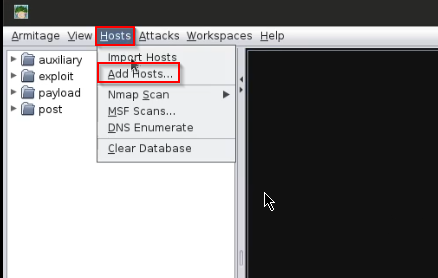 Armitage View Hosts Attacks Workspaces Help
auxiliary
exploit
payload
post
Import Hosts
Add Hosts...
Nmap Scan
MSF Scans...
DNS Enumerate
Clear Database